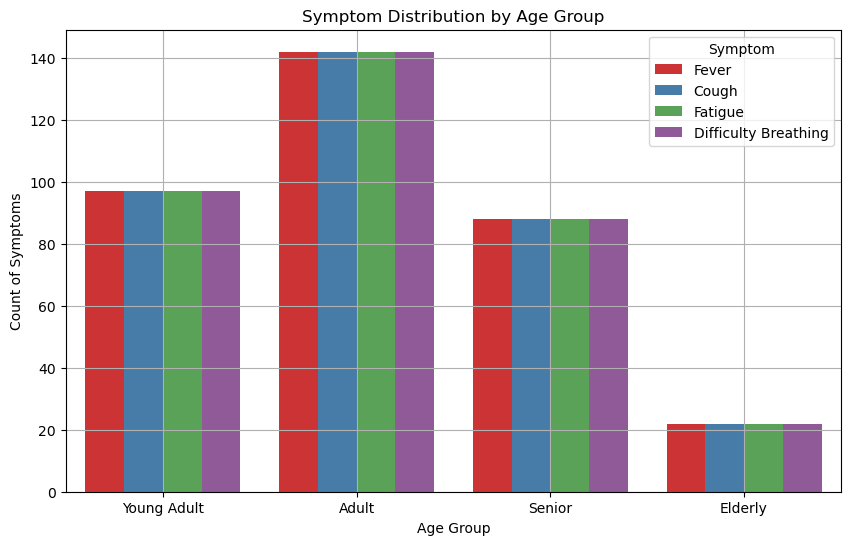 Symptom Distribution by Age Group
Symptom
Fever
Cough
Fatigue
Difficulty Breathing
Count of Symptoms
140
120
100
80
60
40
20
0
Young Adult
Adult
Senior
Elderly
Age Group